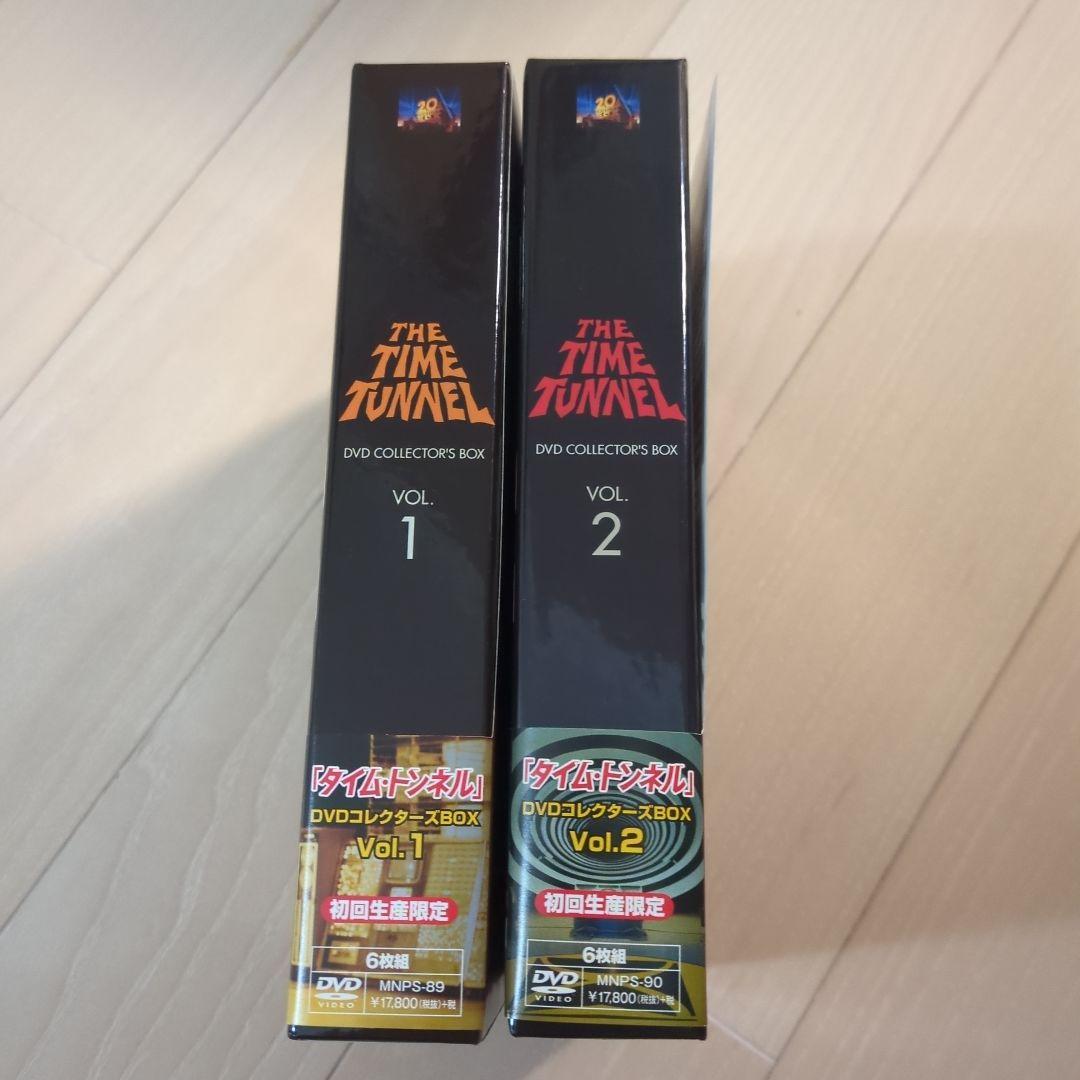 20
THE
TIME
TUNNEL
DVD COLLECTOR'S BOX
VOL.
1
「タイム・トンネル」
DVDコレクターズBOX
Vol.1
初回生産限定
6枚組
DVD
VIDEO
MNPS-89
¥17,800(税抜)+税
20
THE
TIME
TUNNEL
DVD COLLECTOR'S BOX
VOL.
2
「タイム・トンネル」
DVDコレクターズBOX
Vol.2
初回生産限定
6枚組
DVD
VIDEO
MNPS-90
¥17,800(税抜)+税